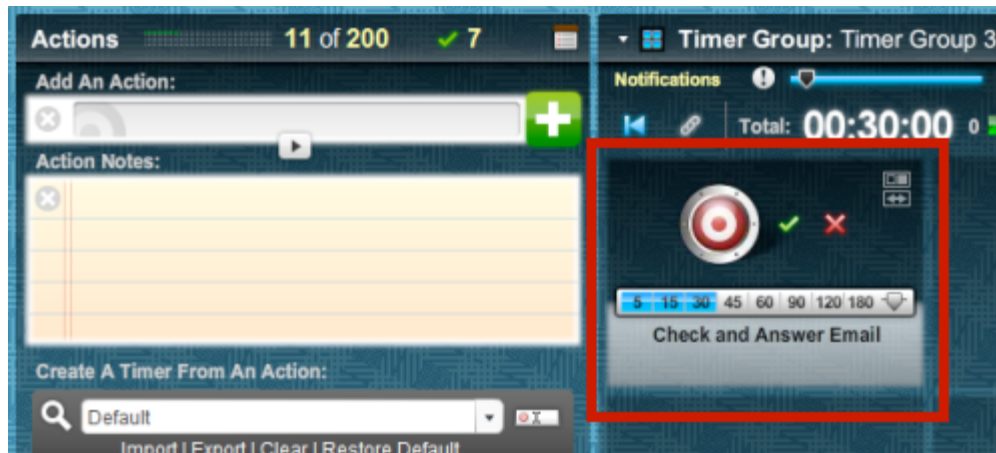 Actions 11 of 200 7
Add An Action:
Action Notes:
Create A Timer From An Action:
Default
Import | Export | Clear | Restore Default
Timer Group: Timer Group 3
Notifications
Total: 00:30:00 0
5 15 30 45 60 90 120 180
Check and Answer Email